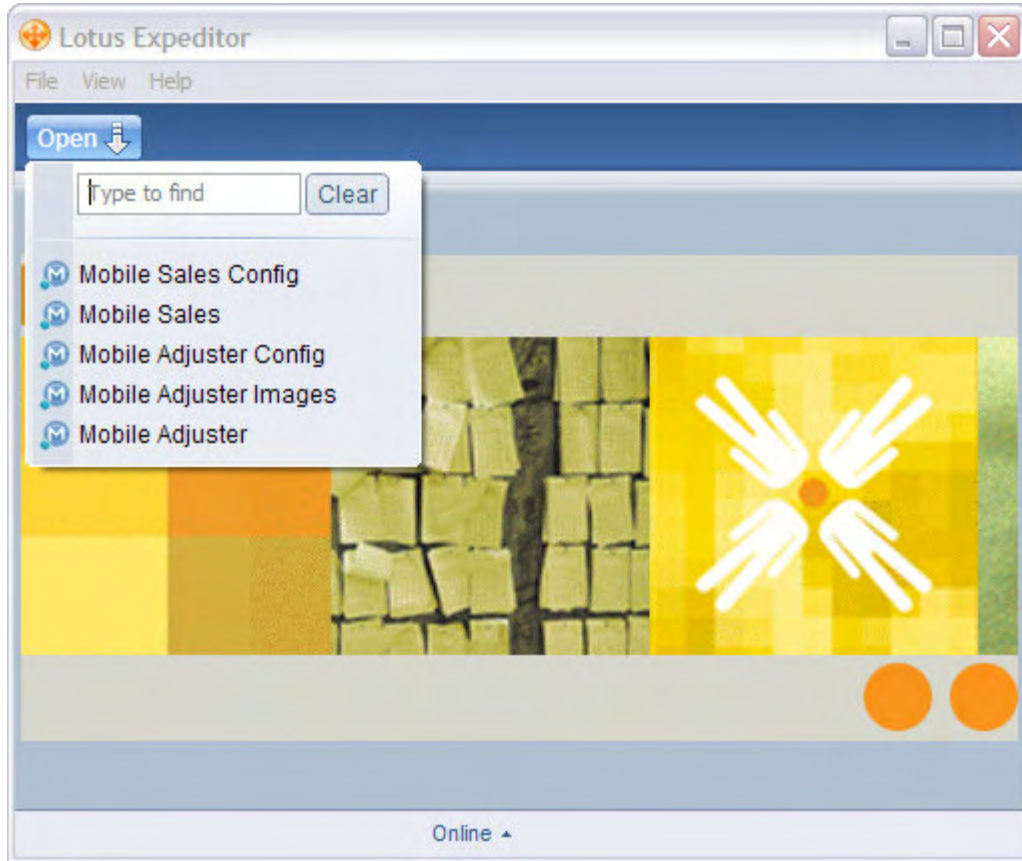 Lotus Expeditor
File View Help
Open
Type to find Clear
Mobile Sales Config
Mobile Sales
Mobile Adjuster Config
Mobile Adjuster Images
Mobile Adjuster
Online